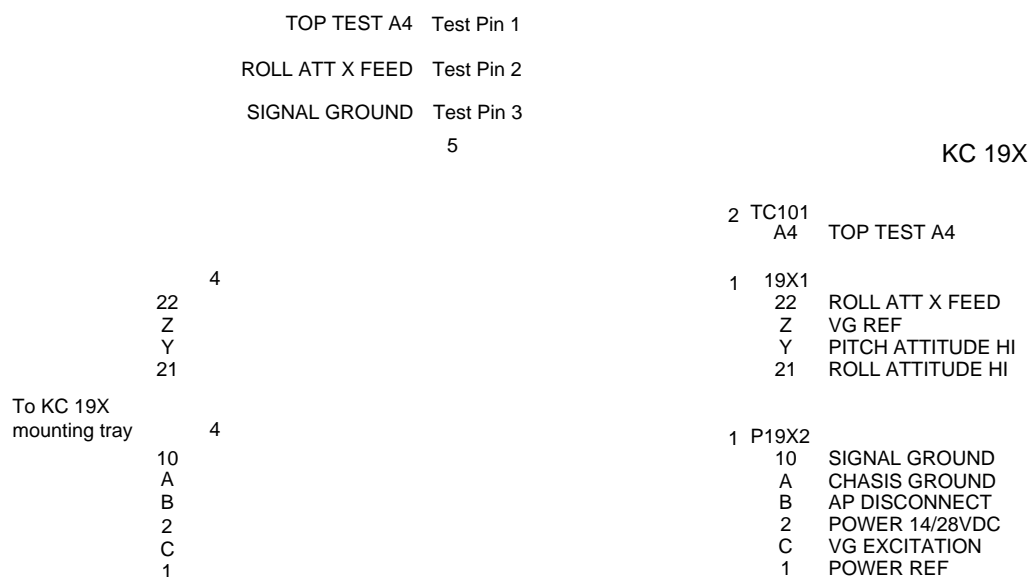 TOP TEST A4 Test Pin 1
ROLL ATT X FEED Test Pin 2
SIGNAL GROUND Test Pin 3
5
KC 19X
2 TC101
A4 TOP TEST A4
4
22
Z
Y
21
1 19X1
22 ROLL ATT X FEED
Z VG REF
Y PITCH ATTITUDE HI
21 ROLL ATTITUDE HI
To KC 19X
mounting tray
4
10
A
B
2
C
1
1 P19X2
10 SIGNAL GROUND
A CHASIS GROUND
B AP DISCONNECT
2 POWER 14/28VDC
C VG EXCITATION
1 POWER REF